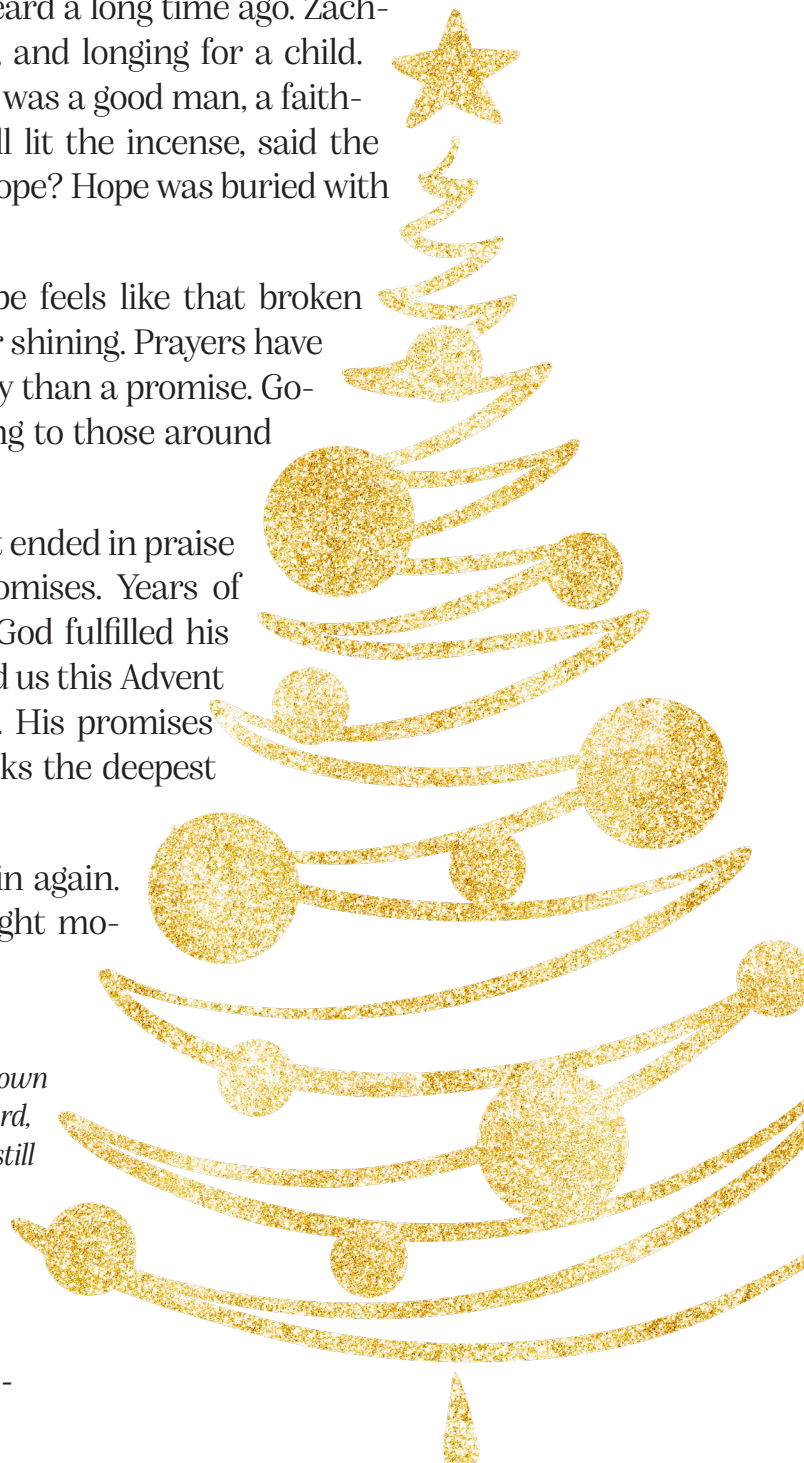 eard a long time ago. Zach-
, and longing for a child.
was a good man, a faith-
ll lit the incense, said the
ope? Hope was buried with
be feels like that broken
r shining. Prayers have
y than a promise. Go-
ng to those around
t ended in praise
omises. Years of
God fulfilled his
d us this Advent
. His promises
ks the deepest
in again.
ght mo-
own
rd,
still
-